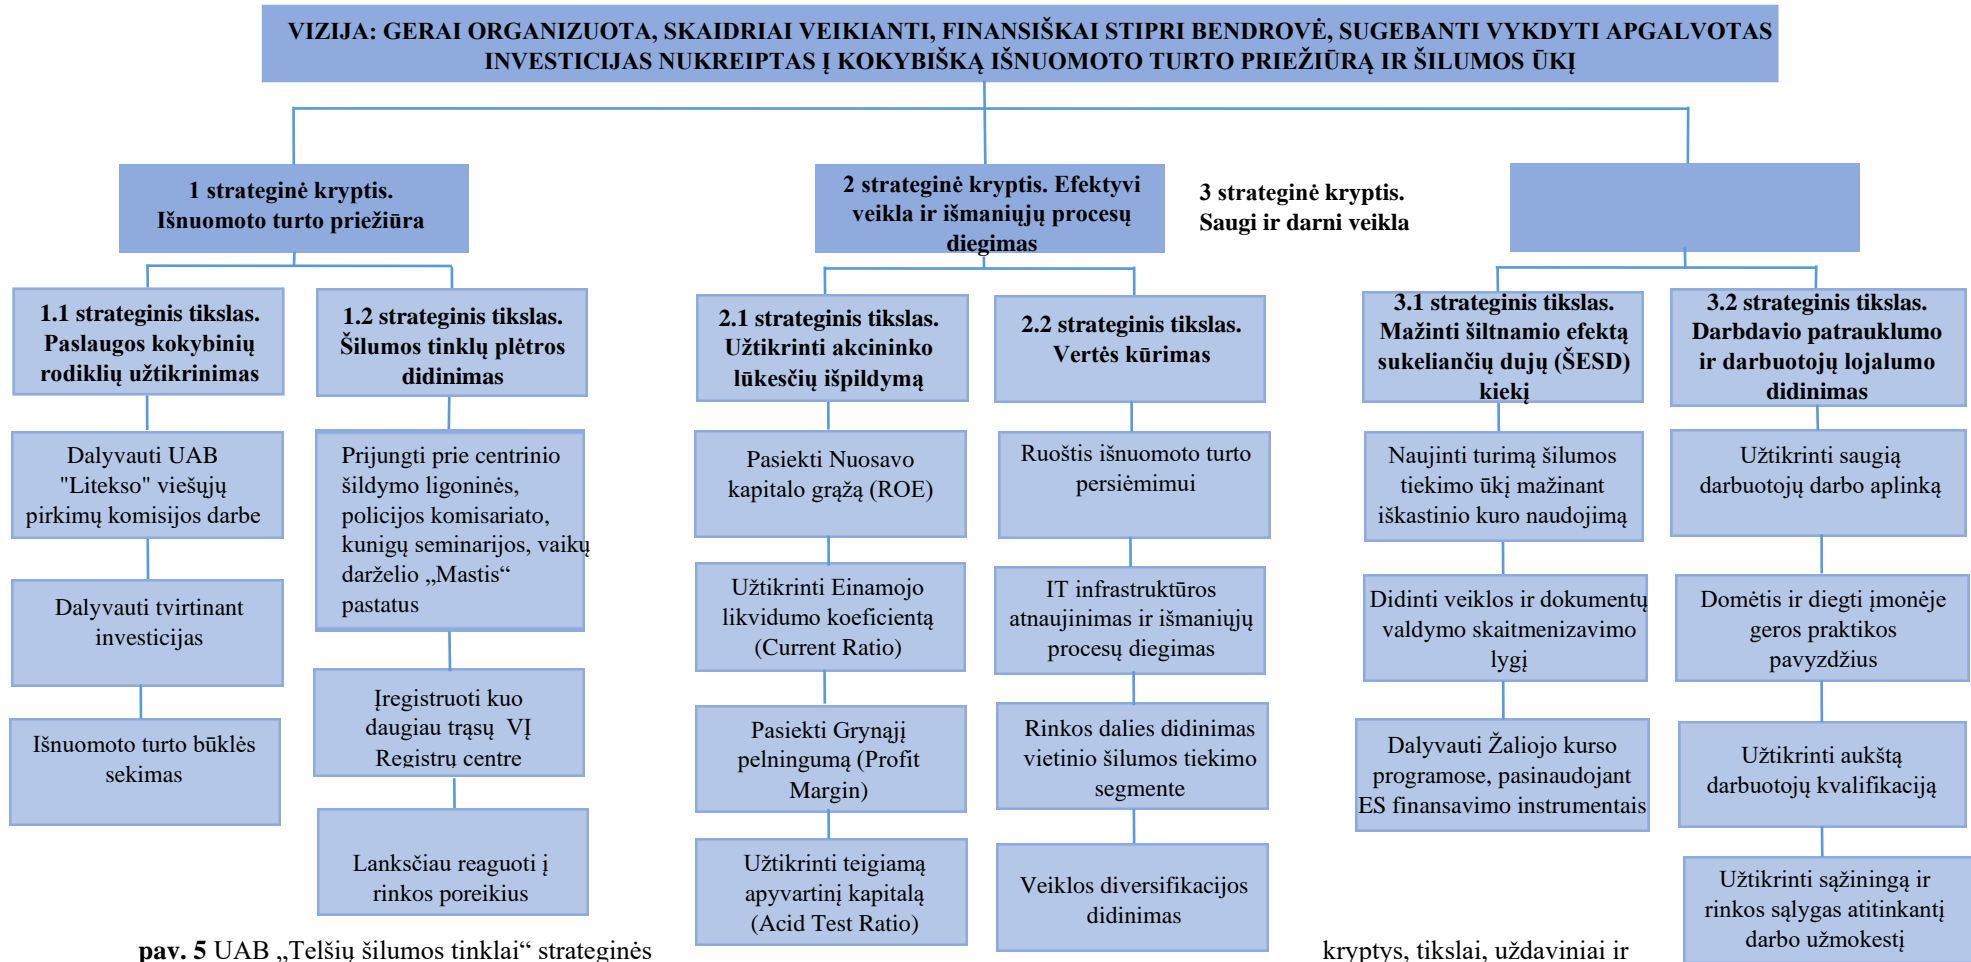 VIZIJA: GERAI ORGANIZUOTA, SKAIDRIAI VEIKIANTI, FINANSIŠKAI STIPRI BENDROVĖ, SUGEBANTI VYKDYTI APGALVOTAS
INVESTICIJAS NUKREIPTAS Į KOKYBIŠKĄ IŠNUOMOTO TURTO PRIEŽIŪRĄ IR ŠILUMOS ŪKĮ
1 strateginė kryptis.
Išnuomoto turto priežiūra
2 strateginė kryptis. Efektyvi
veikla ir išmaniųjų procesų
diegimas
3 strateginė kryptis.
Saugi ir darni veikla
1.1 strateginis tikslas.
Paslaugos kokybinių
rodiklių užtikrinimas
Dalyvauti UAB
"Litekso" viešųjų
pirkimų komisijos darbe
Dalyvauti tvirtinant
investicijas
Išnuomoto turto būklės
sekimas
1.2 strateginis tikslas.
Šilumos tinklų plėtros
didinimas
Prijungti prie centrinio
šildymo ligoninės,
policijos komisariato,
kunigų seminarijos, vaikų
darželio „Mastis“
pastatus
Įregistruoti kuo
daugiau trąsų  VĮ
Registrų centre
Lanksčiau reaguoti į
rinkos poreikius
2.1 strateginis tikslas.
Užtikrinti akcininko
lūkesčių išpildymą
Pasiekti Nuosavo
kapitalo grąžą (ROE)
Užtikrinti Einamojo
likvidumo koeficientą
(Current Ratio)
Pasiekti Grynąjį
pelningumą (Profit
Margin)
Užtikrinti teigiamą
apyvartinį kapitalą
(Acid Test Ratio)
2.2 strateginis tikslas.
Vertės kūrimas
Ruoštis išnuomoto turto
persiėmimui
IT infrastruktūros
atnaujinimas ir išmaniųjų
procesų diegimas
Rinkos dalies didinimas
vietinio šilumos tiekimo
segmente
Veiklos diversifikacijos
didinimas
3.1 strateginis tikslas.
Mažinti šiltnamio efektą
sukeliančių dujų (ŠESD)
kiekį
Naujinti turimą šilumos
tiekimo ūkį mažinant
iškastinio kuro naudojimą
Didinti veiklos ir dokumentų
valdymo skaitmenizavimo
lygį
Dalyvauti Žaliojo kurso
programose, pasinaudojant
ES finansavimo instrumentais
3.2 strateginis tikslas.
Darbdavio patrauklumo
ir darbuotojų lojalumo
didinimas
Užtikrinti saugią
darbuotojų darbo aplinką
Domėtis ir diegti įmonėje
geros praktikos
pavyzdžius
Užtikrinti aukštą
darbuotojų kvalifikaciją
Užtikrinti sąžiningą ir
rinkos sąlygas atitinkantį
darbo užmokestį
pav. 5 UAB „Telšių šilumos tinklai“ strateginės kryptys, tikslai, uždaviniai ir